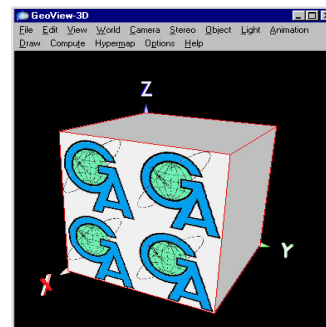 GeoView-3D
File Edit View World Camera Stereo Object Light Animation
Draw Compute Hypermap Options Help
Z
GA GA
GA GA
X
Y